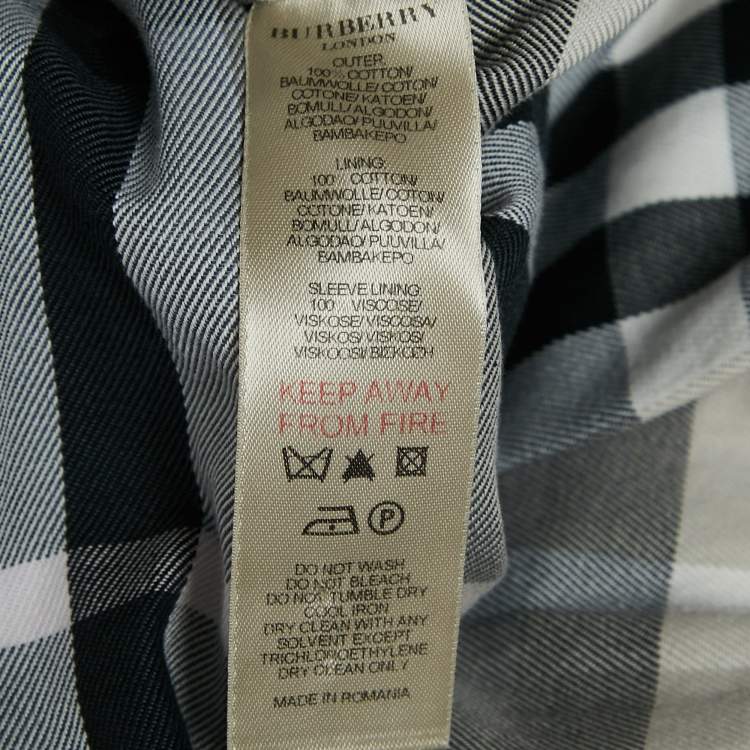 BURBERRY
LONDON
OUTER:
100% COTTON/
BAUMWOLLE/COTON/
COTONE/KATOEN/
BOMULL/ALGODON/
ALGODAO/PUUVILLA/
BAMBAKEPO
LINING:
100 COTTON/
BAUMWOLLE/COTON/
COTONE/KATOEN/
BOMULL/ALGODON/
ALGODAO/PUUVILLA/
BAMBAKEPO
SLEEVE LINING:
100 VISCOSE/
VISKOSE/VISCOSA/
VISKOS/VISKOS/
VISKOOSI/ΒΙΣΚΟΖΗ
KEEP AWAY
FROM FIRE
P
DO NOT WASH
DO NOT BLEACH
DO NOT TUMBLE DRY
COOL IRON
DRY CLEAN WITH ANY
SOLVENT EXCEPT
TRICHLOROETHYLENE
DRY CLEAN ONLY
MADE IN ROMANIA